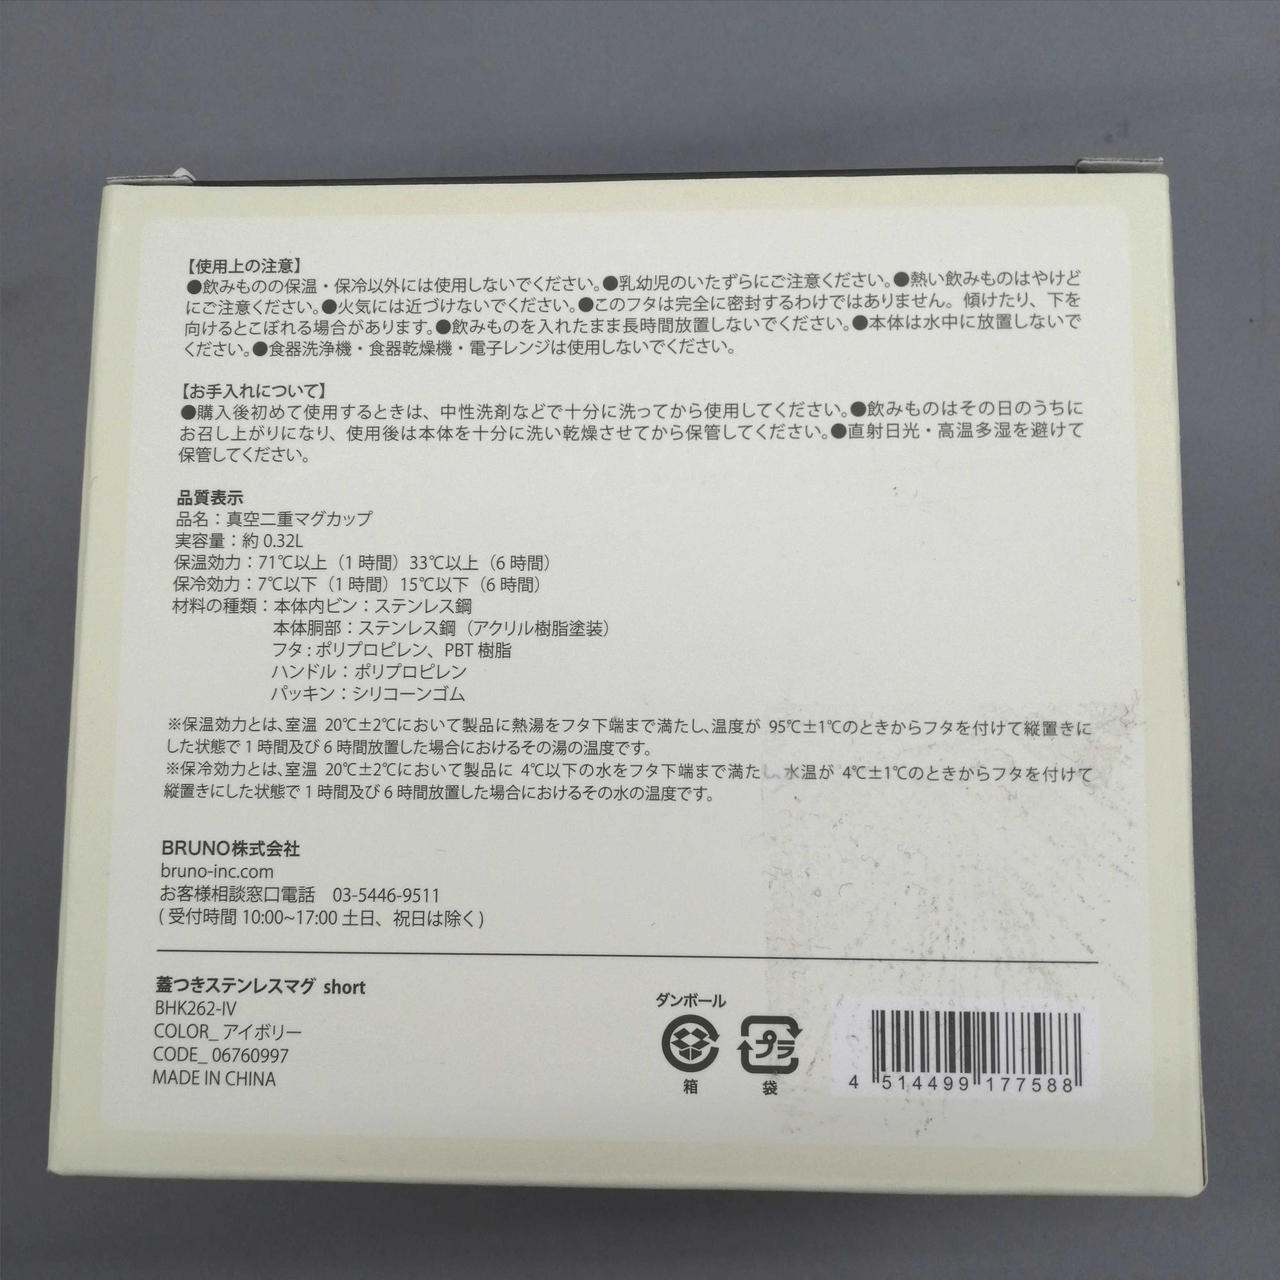 【使用上の注意】
●飲みものの保温・保冷以外には使用しないでください。●乳幼児のいたずらにご注意ください。●熱い飲みものはやけど
にご注意ください。●火気には近づけないでください。●このフタは完全に密封するわけではありません。傾けたり、下を
向けるとこぼれる場合があります。●飲みものを入れたまま長時間放置しないでください。●本体は水中に放置しないで
ください。●食器洗浄機・食器乾燥機・電子レンジは使用しないでください。
【お手入れについて】
●購入後初めて使用するときは、中性洗剤などで十分に洗ってから使用してください。●飲みものはその日のうちに
お召し上がりになり、使用後は本体を十分に洗い乾燥させてから保管してください。●直射日光・高温多湿を避けて
保管してください。
品質表示
品名：真空二重マグカップ
実容量：約 0.32L
保温効力：71℃以上（1 時間）33℃以上（6 時間）
保冷効力：7℃以下（1 時間）15℃以下（6 時間）
材料の種類：本体内ビン：ステンレス鋼
本体胴部：ステンレス鋼（アクリル樹脂塗装）
フタ：ポリプロピレン、PBT 樹脂
ハンドル：ポリプロピレン
パッキン：シリコーンゴム
※保温効力とは、室温 20℃±2℃において製品に熱湯をフタ下端まで満たし、温度が 95℃±1℃のときからフタを付けて縦置きに
した状態で 1 時間及び 6 時間放置した場合におけるその湯の温度です。
※保冷効力とは、室温 20℃±2℃において製品に 4℃以下の水をフタ下端まで満たし、水温が 4℃±1℃のときからフタを付けて
縦置きにした状態で 1 時間及び 6 時間放置した場合におけるその水の温度です。
BRUNO株式会社
bruno-inc.com
お客様相談窓口電話 03-5446-9511
( 受付時間 10:00~17:00 土日、祝日は除く )
蓋つきステンレスマグ short
BHK262-IV
COLOR_ アイボリー
CODE_ 06760997
MADE IN CHINA
ダンボール
プラ
箱
袋
4 514499 177588